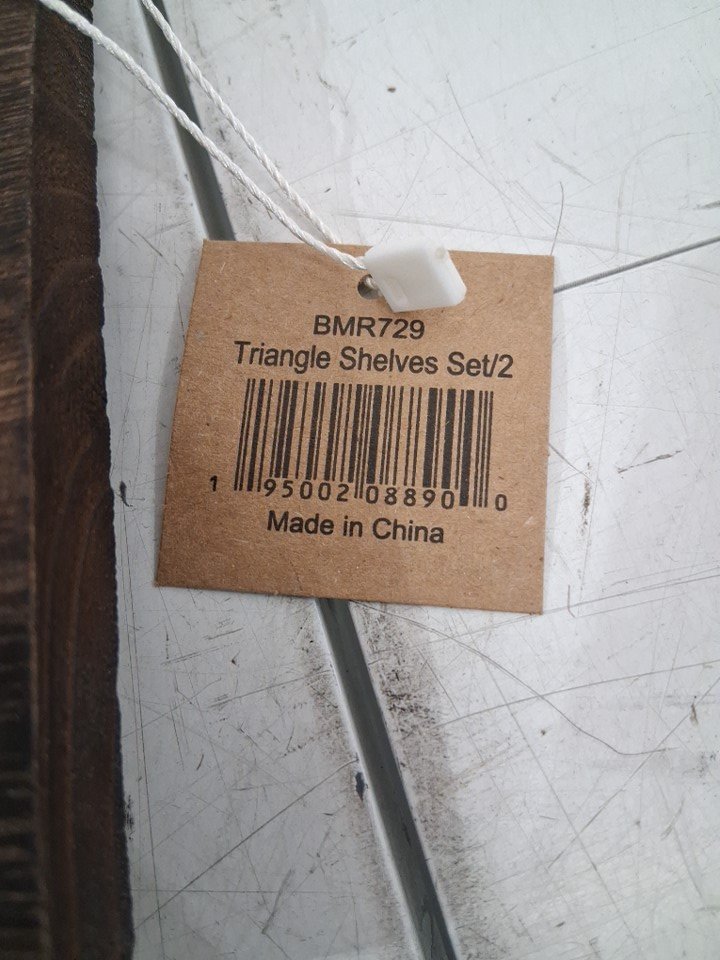 BMR729
Triangle Shelves Set/2
1 95002 08890 0
Made in China